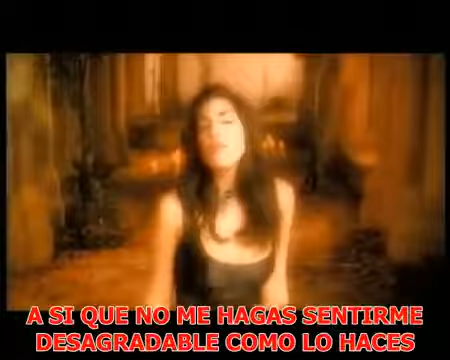 A SI QUE NO ME HAGAS SENTIRME
DESAGRADABLE COMO LO HACES